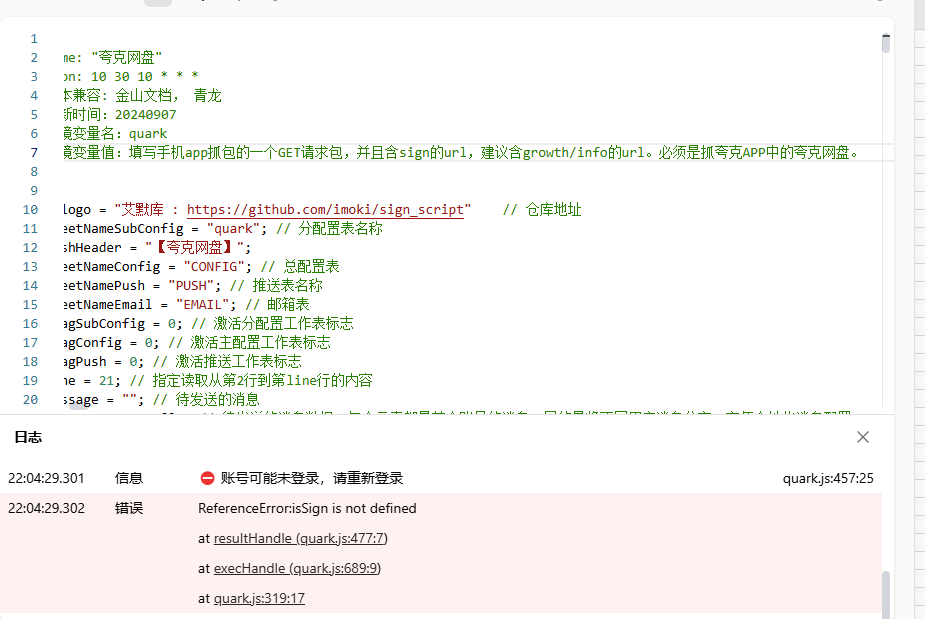 1
2 me: "夸克网盘"
3 on: 10 30 10 * * *
4 本兼容: 金山文档， 青龙
5 新时间: 20240907
6 境变量名: quark
7 境变量值: 填写手机app抓包的一个GET请求包，并且含sign的url，建议含growth/info的url。必须是抓夸克APP中的夸克网盘。
8
9
10 logo = "艾默库 : https://github.com/imoki/sign_script" // 仓库地址
11 eetNameSubConfig = "quark"; // 分配置表名称
12 shHeader = "【夸克网盘】";
13 eetNameConfig = "CONFIG"; // 总配置表
14 eetNamePush = "PUSH"; // 推送表名称
15 eetNameEmail = "EMAIL"; // 邮箱表
16 agSubConfig = 0; // 激活分配置工作表标志
17 agConfig = 0; // 激活主配置工作表标志
18 agPush = 0; // 激活推送工作表标志
19 ne = 21; // 指定读取从第2行到第line行的内容
20 ssage = ""; // 待发送的消息
日志
22:04:29.301 信息 ⛔ 账号可能未登录，请重新登录 quark.js:457:25
22:04:29.302 错误 ReferenceError:isSign is not defined
at resultHandle (quark.js:477:7)
at execHandle (quark.js:689:9)
at quark.js:319:17